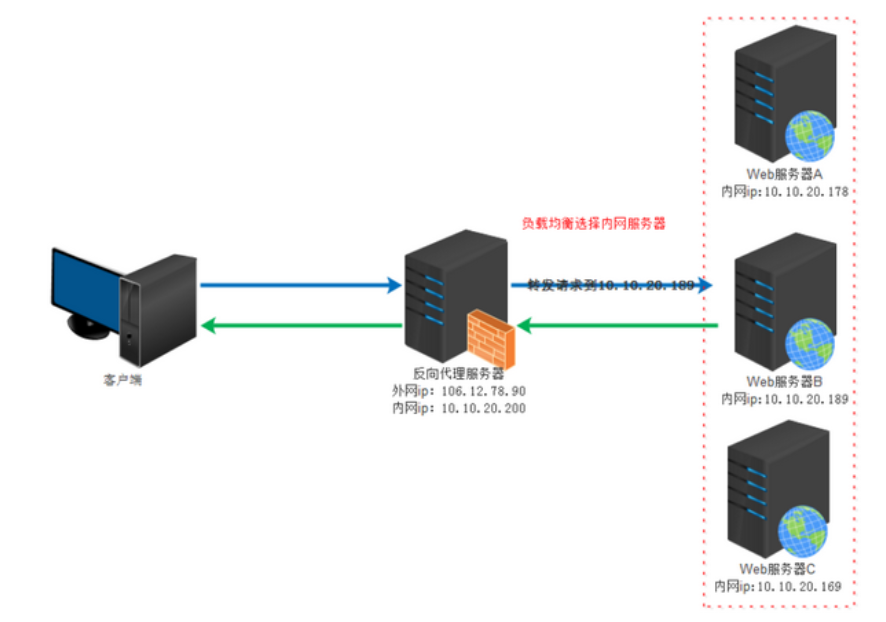 Web服务器A
内网ip:10.10.20.178
负载均衡选择内网服务器
转发请求到10.10.20.189
客户端
反向代理服务器
外网ip: 106.12.78.90
内网ip: 10.10.20.200
Web服务器B
内网ip:10.10.20.189
Web服务器C
内网ip:10.10.20.169